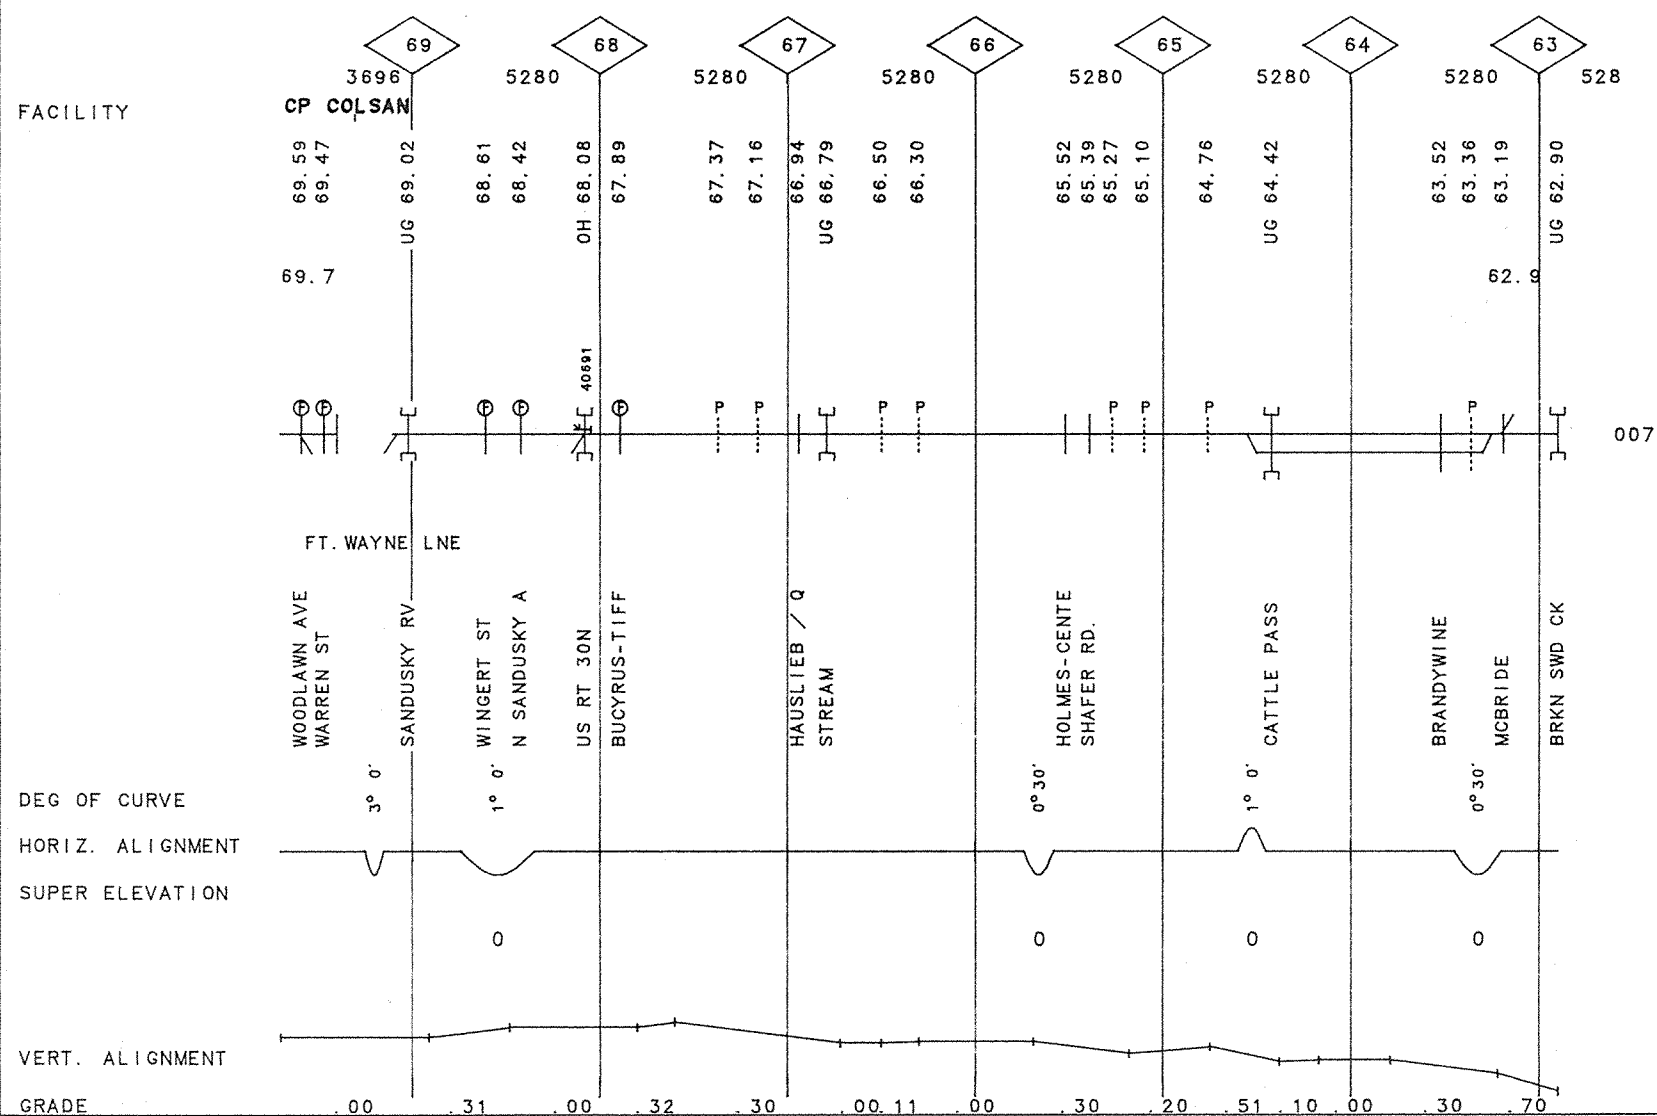 69 68 67 66 65 64 63
3696 5280 5280 5280 5280 5280 5280 528
FACILITY
CP COLSAN
69.59
69.47
UG 69.02
68.61
68.42
OH 68.08
67.89
67.37
67.16
66.94
UG 66.79
66.50
66.30
65.52
65.39
65.27
65.10
64.76
UG 64.42
63.52
63.36
63.19
UG 62.90
69.7
62.9
40691
F F F F F P P P P P P P P
007
FT. WAYNE LNE
WOODLAWN AVE
WARREN ST
SANDUSKY RV
WINGERT ST
N SANDUSKY A
US RT 30N
BUCYRUS-TIFF
HAUSLIEB / Q
STREAM
HOLMES-CENTE
SHAFER RD.
CATTLE PASS
BRANDYWINE
MCBRIDE
BRKN SWD CK
DEG OF CURVE
3° 0'
1° 0'
0°30'
1° 0'
0°30'
HORIZ. ALIGNMENT
SUPER ELEVATION
0 0 0 0
VERT. ALIGNMENT
GRADE .00 .31 .00 .32 .30 .00 .11 .00 .30 .20 .51 .10 .00 .30 .70